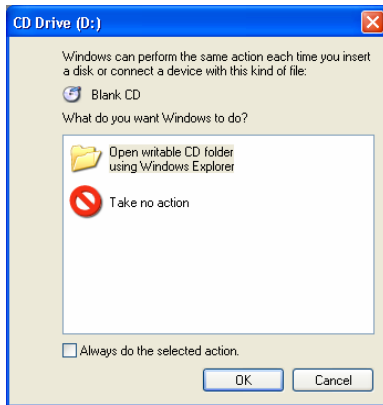 CD Drive (D:)
Windows can perform the same action each time you insert
a disk or connect a device with this kind of file:
Blank CD
What do you want Windows to do?
Open writable CD folder
using Windows Explorer
Take no action
Always do the selected action.
OK
Cancel